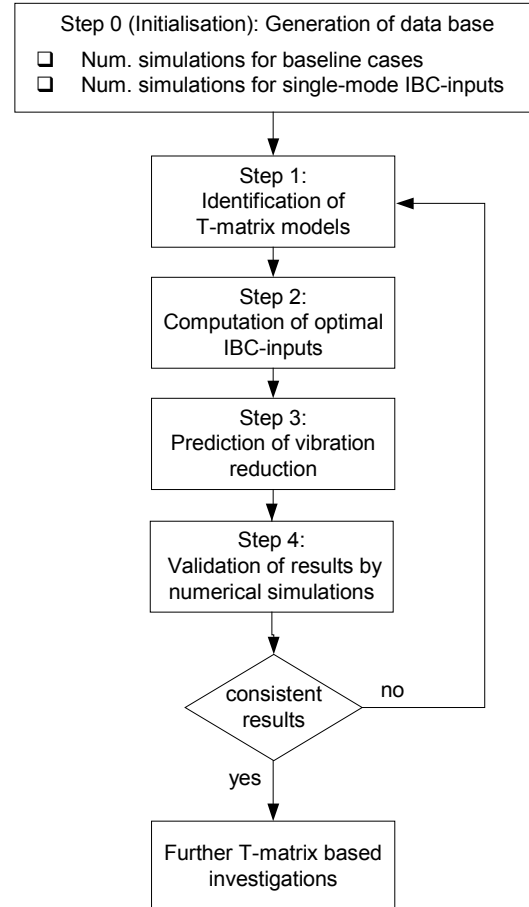 Step 0 (Initialisation): Generation of data base
❑ Num. simulations for baseline cases
❑ Num. simulations for single-mode IBC-inputs
Step 1:
Identification of
T-matrix models
Step 2:
Computation of optimal
IBC-inputs
Step 3:
Prediction of vibration
reduction
Step 4:
Validation of results by
numerical simulations
consistent
results
no
yes
Further T-matrix based
investigations